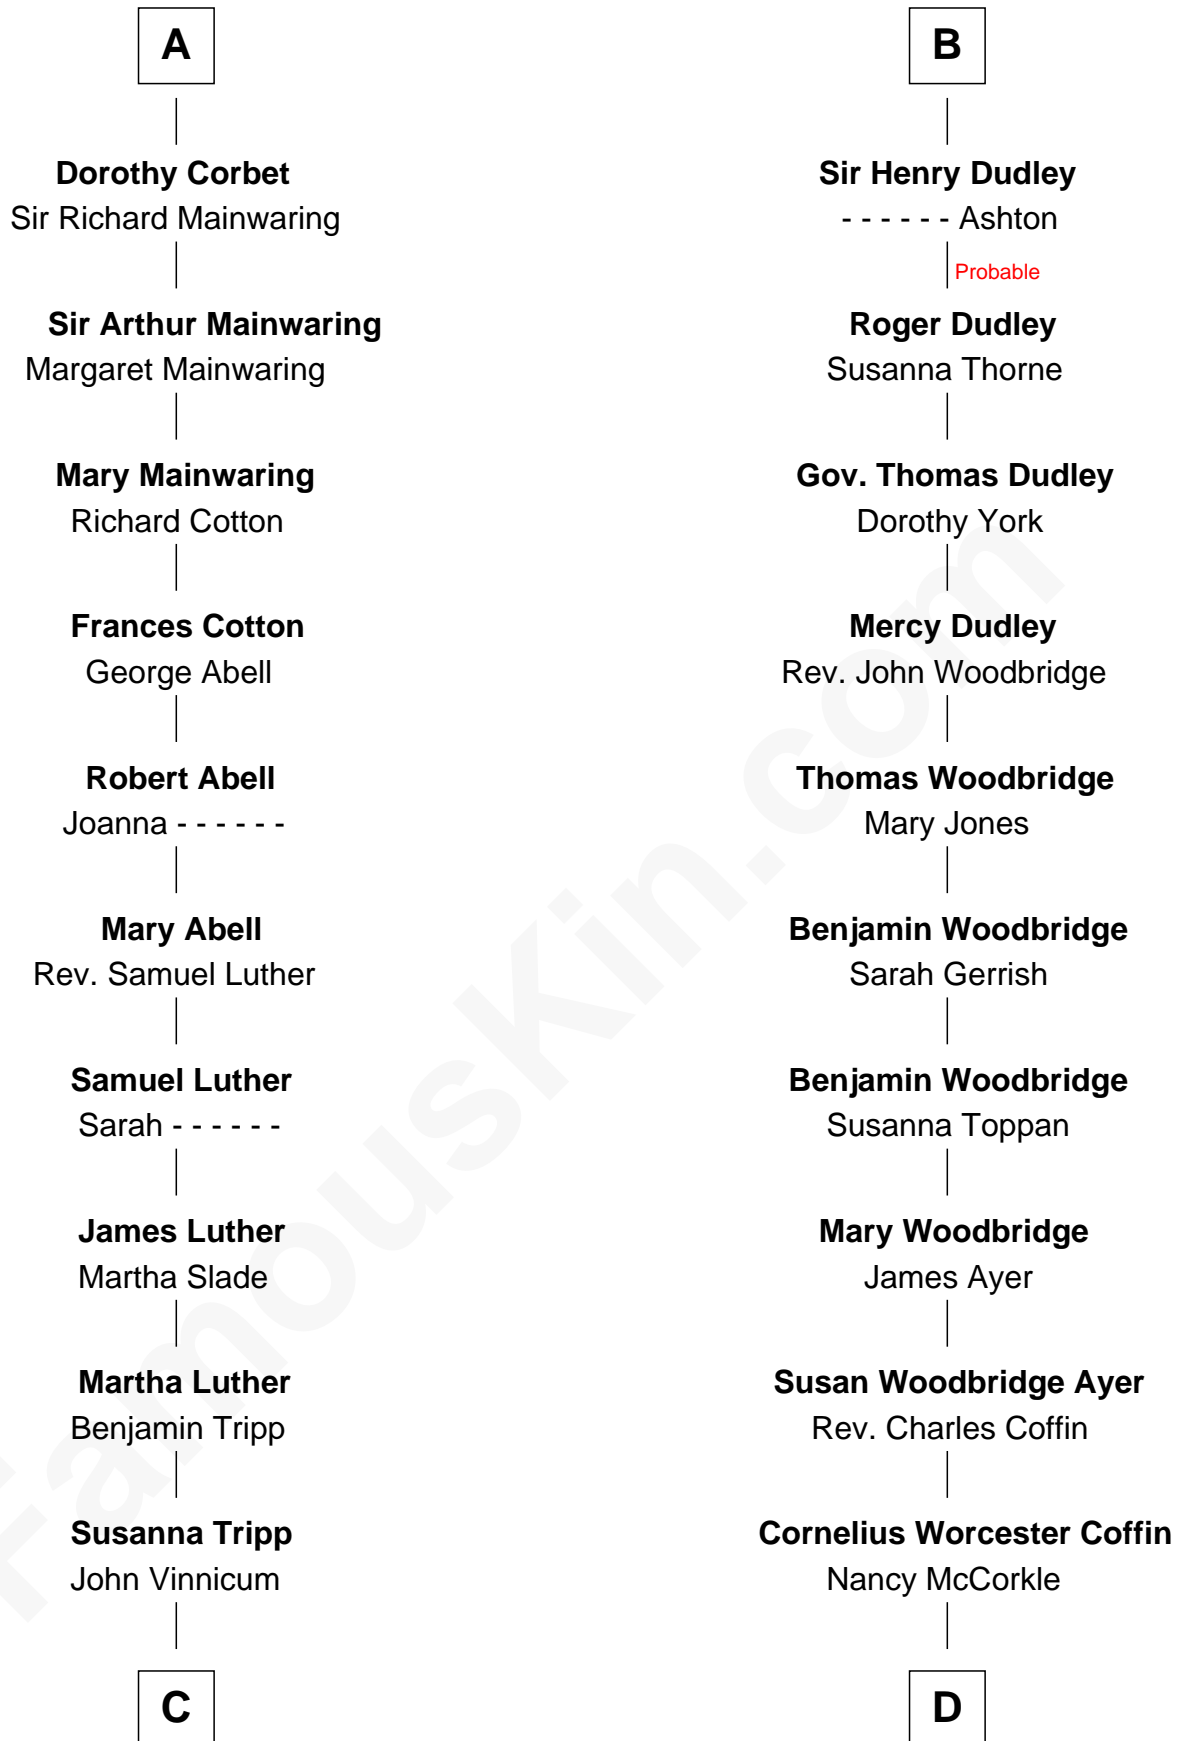 A
Dorothy Corbet
Sir Richard Mainwaring
Sir Arthur Mainwaring
Margaret Mainwaring
Mary Mainwaring
Richard Cotton
Frances Cotton
George Abell
Robert Abell
Joanna - - - - - -
Mary Abell
Rev. Samuel Luther
Samuel Luther
Sarah - - - - - -
James Luther
Martha Slade
Martha Luther
Benjamin Tripp
Susanna Tripp
John Vinnicum
C
B
Sir Henry Dudley
- - - - - - Ashton
Probable
Roger Dudley
Susanna Thorne
Gov. Thomas Dudley
Dorothy York
Mercy Dudley
Rev. John Woodbridge
Thomas Woodbridge
Mary Jones
Benjamin Woodbridge
Sarah Gerrish
Benjamin Woodbridge
Susanna Toppan
Mary Woodbridge
James Ayer
Susan Woodbridge Ayer
Rev. Charles Coffin
Cornelius Worcester Coffin
Nancy McCorkle
D
FamousKin.com